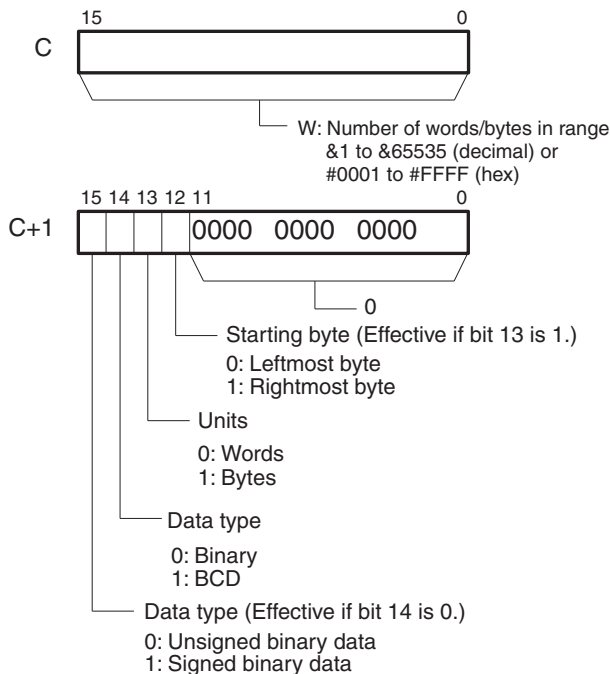 15 0
C
W: Number of words/bytes in range
&1 to &65535 (decimal) or
#0001 to #FFFF (hex)
15 14 13 12 11 0
C+1 0000 0000 0000
0
Starting byte (Effective if bit 13 is 1.)
0: Leftmost byte
1: Rightmost byte
Units
0: Words
1: Bytes
Data type
0: Binary
1: BCD
Data type (Effective if bit 14 is 0.)
0: Unsigned binary data
1: Signed binary data